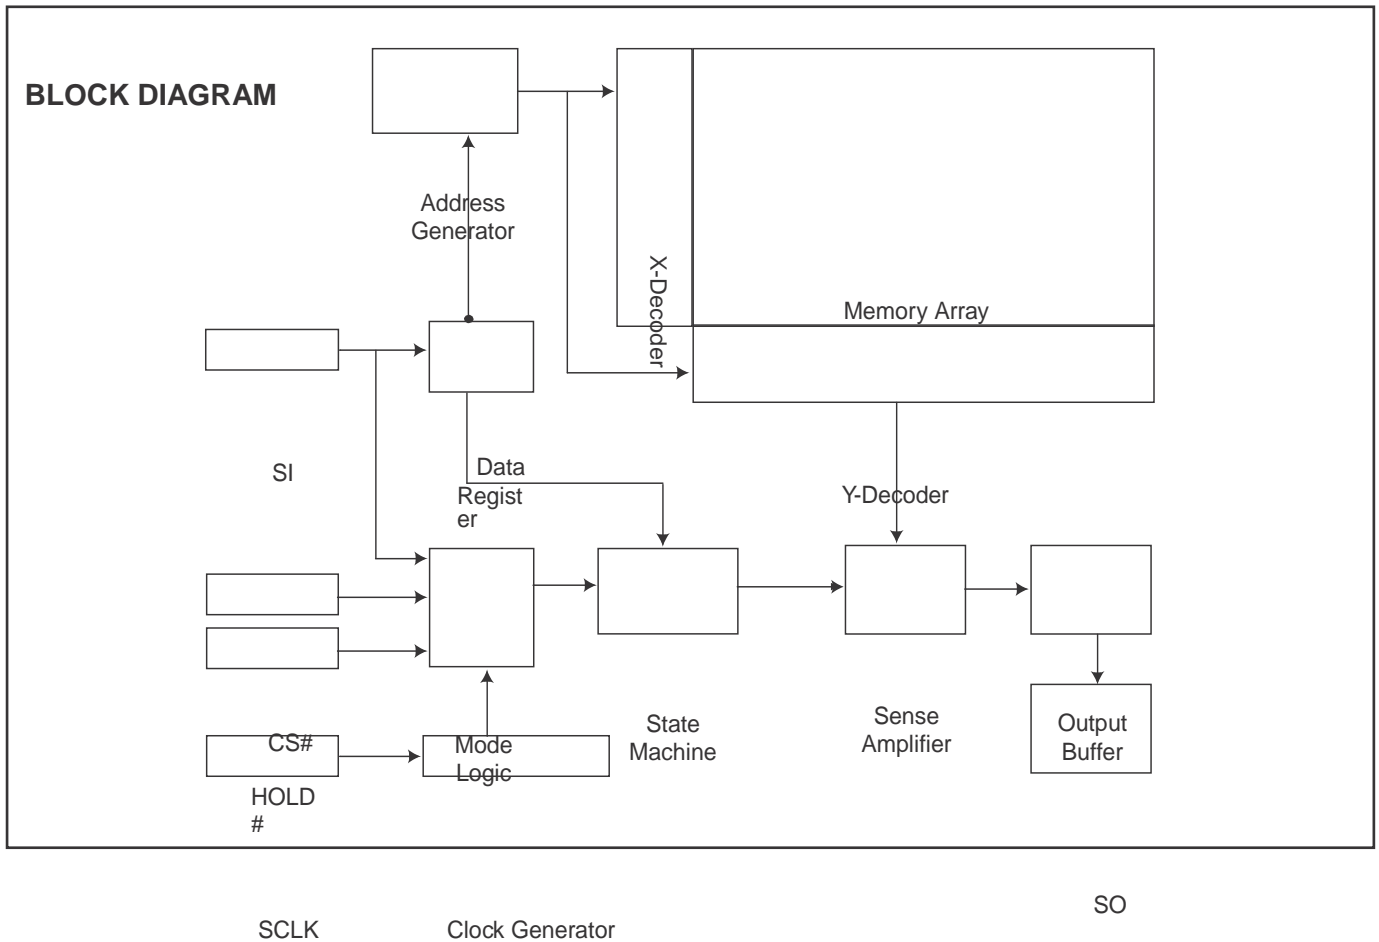 BLOCK DIAGRAM
Address
Generator
X-Decoder
Memory Array
SI
Data
Regist
er
Y-Decoder
CS#
Mode
Logic
State
Machine
Sense
Amplifier
Output
Buffer
HOLD
#
SO
SCLK
Clock Generator